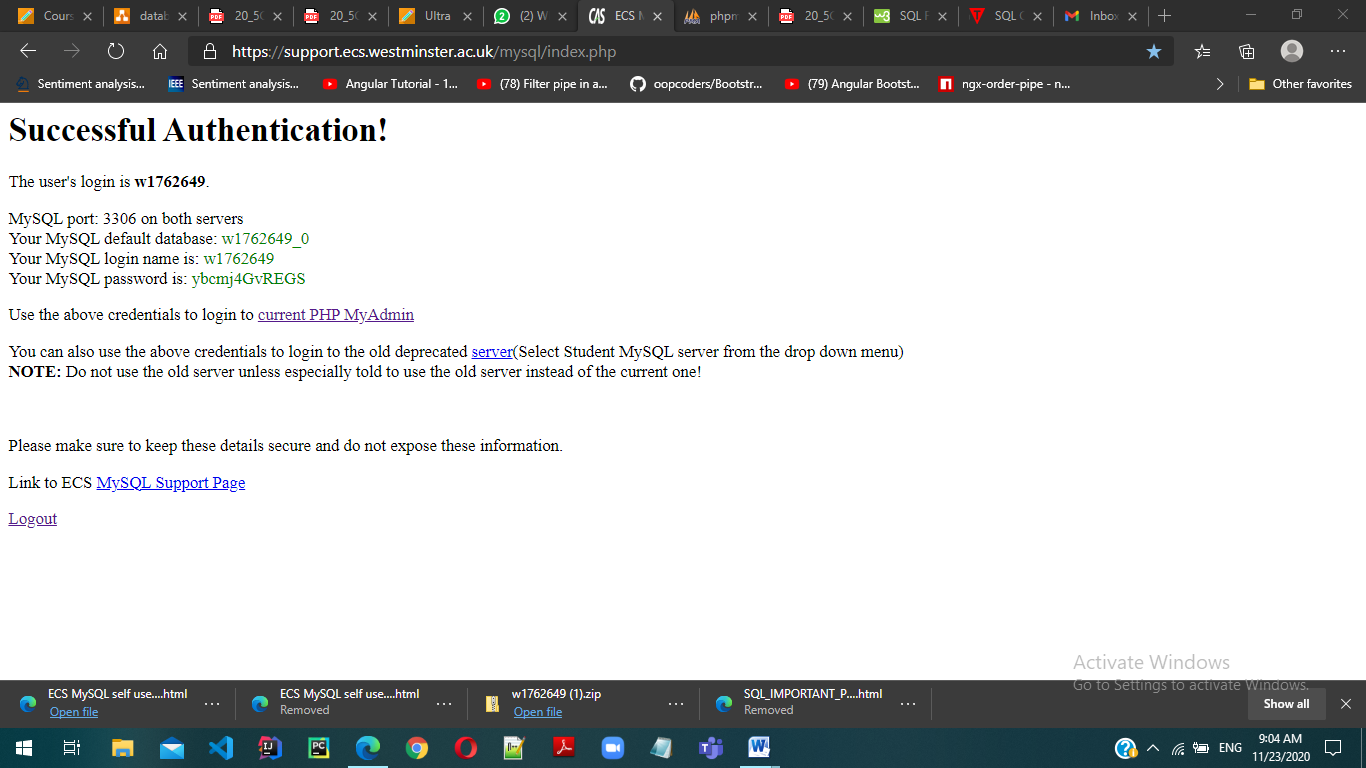 Cours
datab
20_5C
20_5C
Ultra
(2) W
ECS M
phpm
20_5C
SQL F
SQL C
Inbox
https://support.ecs.westminster.ac.uk/mysql/index.php
Sentiment analysis...
IEEE Sentiment analysis...
Angular Tutorial - 1...
(78) Filter pipe in a...
oopcoders/Bootstr...
(79) Angular Bootst...
ngx-order-pipe - n...
Other favorites
Successful Authentication!
The user's login is w1762649.
MySQL port: 3306 on both servers
Your MySQL default database: w1762649_0
Your MySQL login name is: w1762649
Your MySQL password is: ybcmj4GvREGS
Use the above credentials to login to current PHP MyAdmin
You can also use the above credentials to login to the old deprecated server(Select Student MySQL server from the drop down menu)
NOTE: Do not use the old server unless especially told to use the old server instead of the current one!
Please make sure to keep these details secure and do not expose these information.
Link to ECS MySQL Support Page
Logout
Activate Windows
Go to Settings to activate Windows.
ECS MySQL self use....html
Open file
ECS MySQL self use....html
Removed
w1762649 (1).zip
Open file
SQL_IMPORTANT_P....html
Removed
Show all
ENG
9:04 AM
11/23/2020